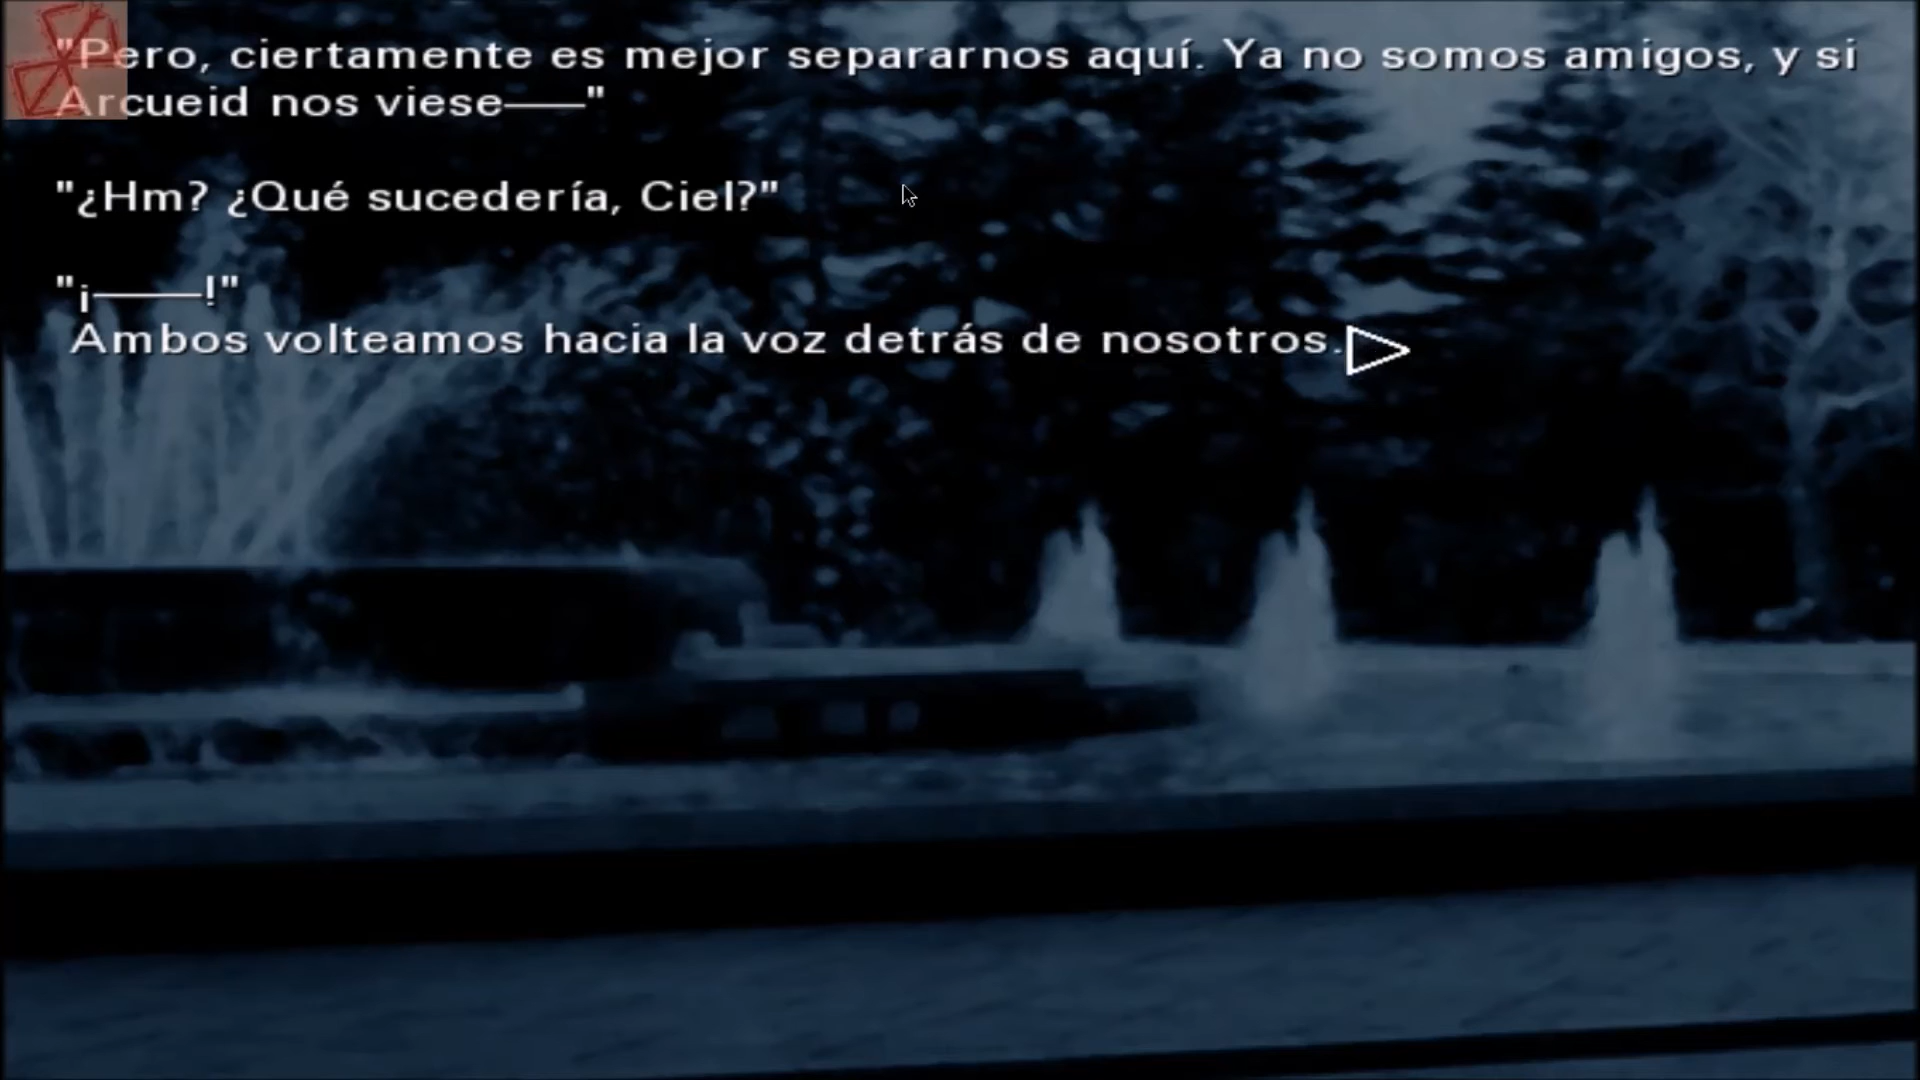 "Pero, ciertamente es mejor separarnos aquí. Ya no somos amigos, y si
Arcueid nos viese───"
"¿Hm? ¿Qué sucedería, Ciel?"
"¡────!"
Ambos volteamos hacia la voz detrás de nosotros.